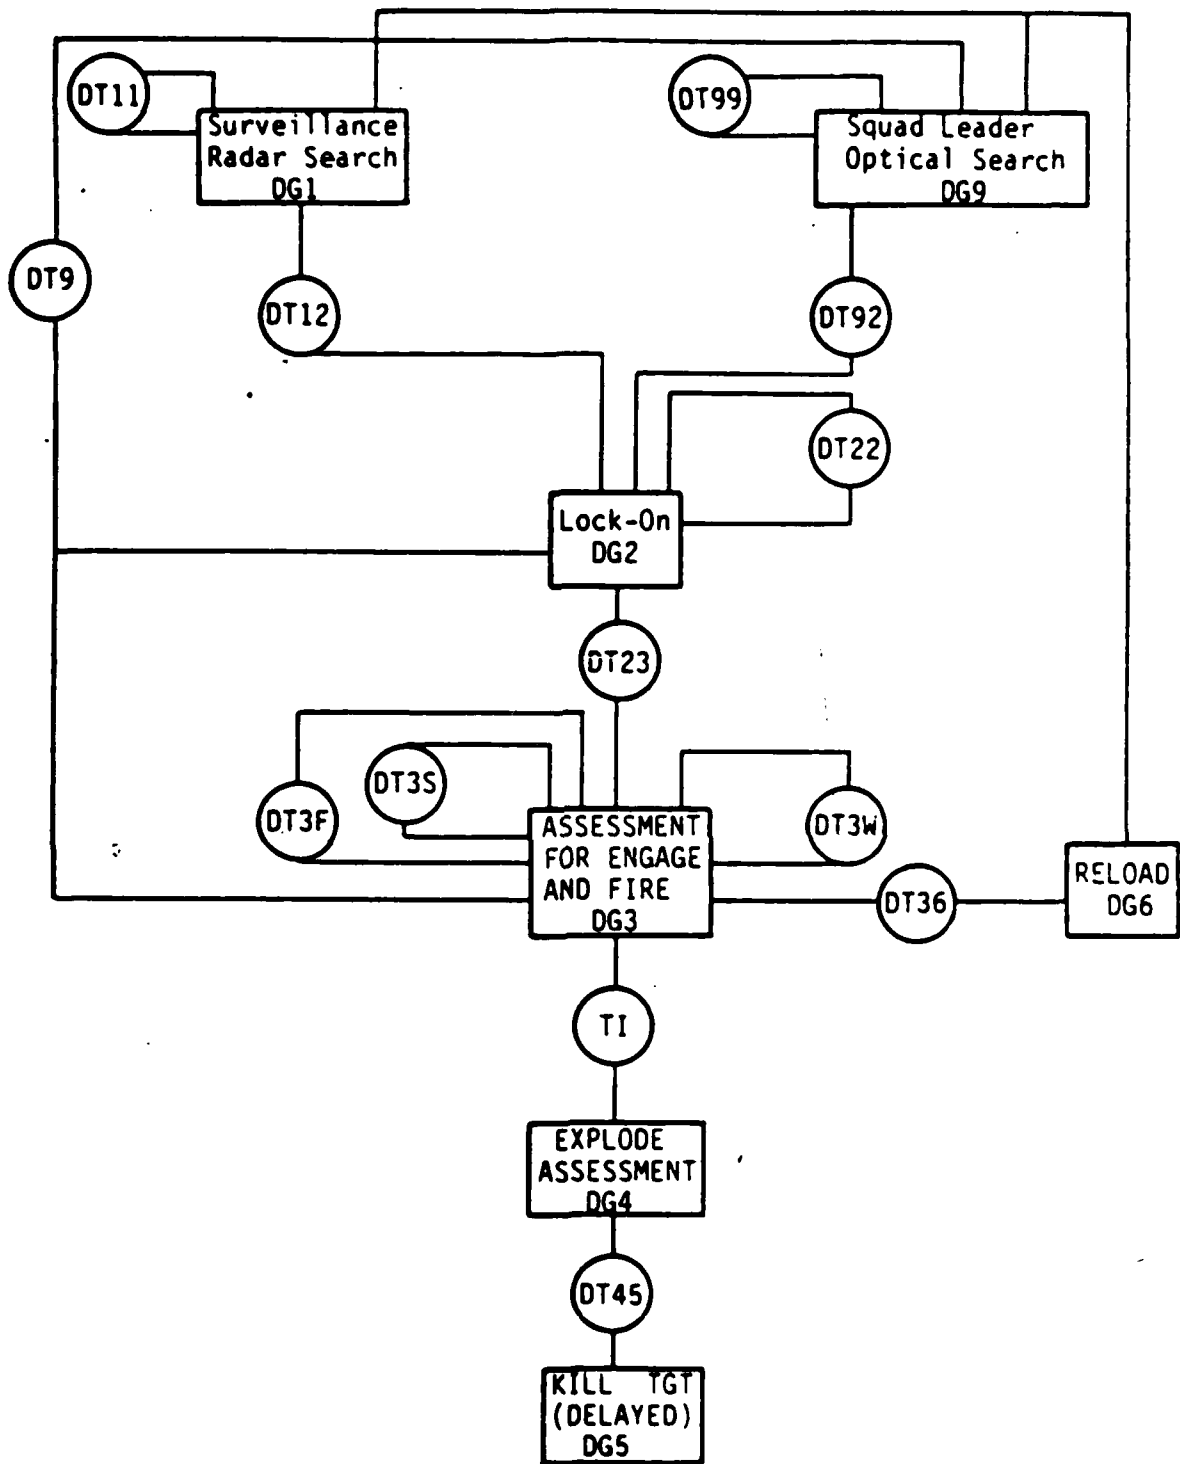 DT11
Surveillance
Radar Search
DG1
DT99
Squad Leader
Optical Search
DG9
DT9
DT12
DT92
DT22
Lock-On
DG2
DT23
DT3F
DT3S
ASSESSMENT
FOR ENGAGE
AND FIRE
DG3
DT3W
DT36
RELOAD
DG6
TI
EXPLODE
ASSESSMENT
DG4
DT45
KILL TGT
(DELAYED)
DG5